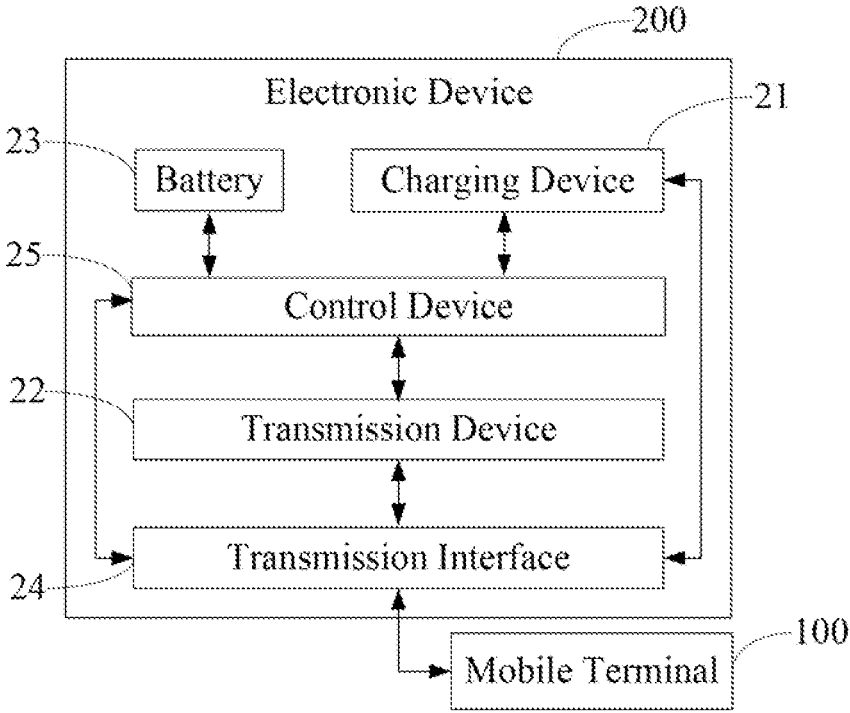 200
Electronic Device
21
23
Battery
Charging Device
25
Control Device
22
Transmission Device
Transmission Interface
24
100
Mobile Terminal